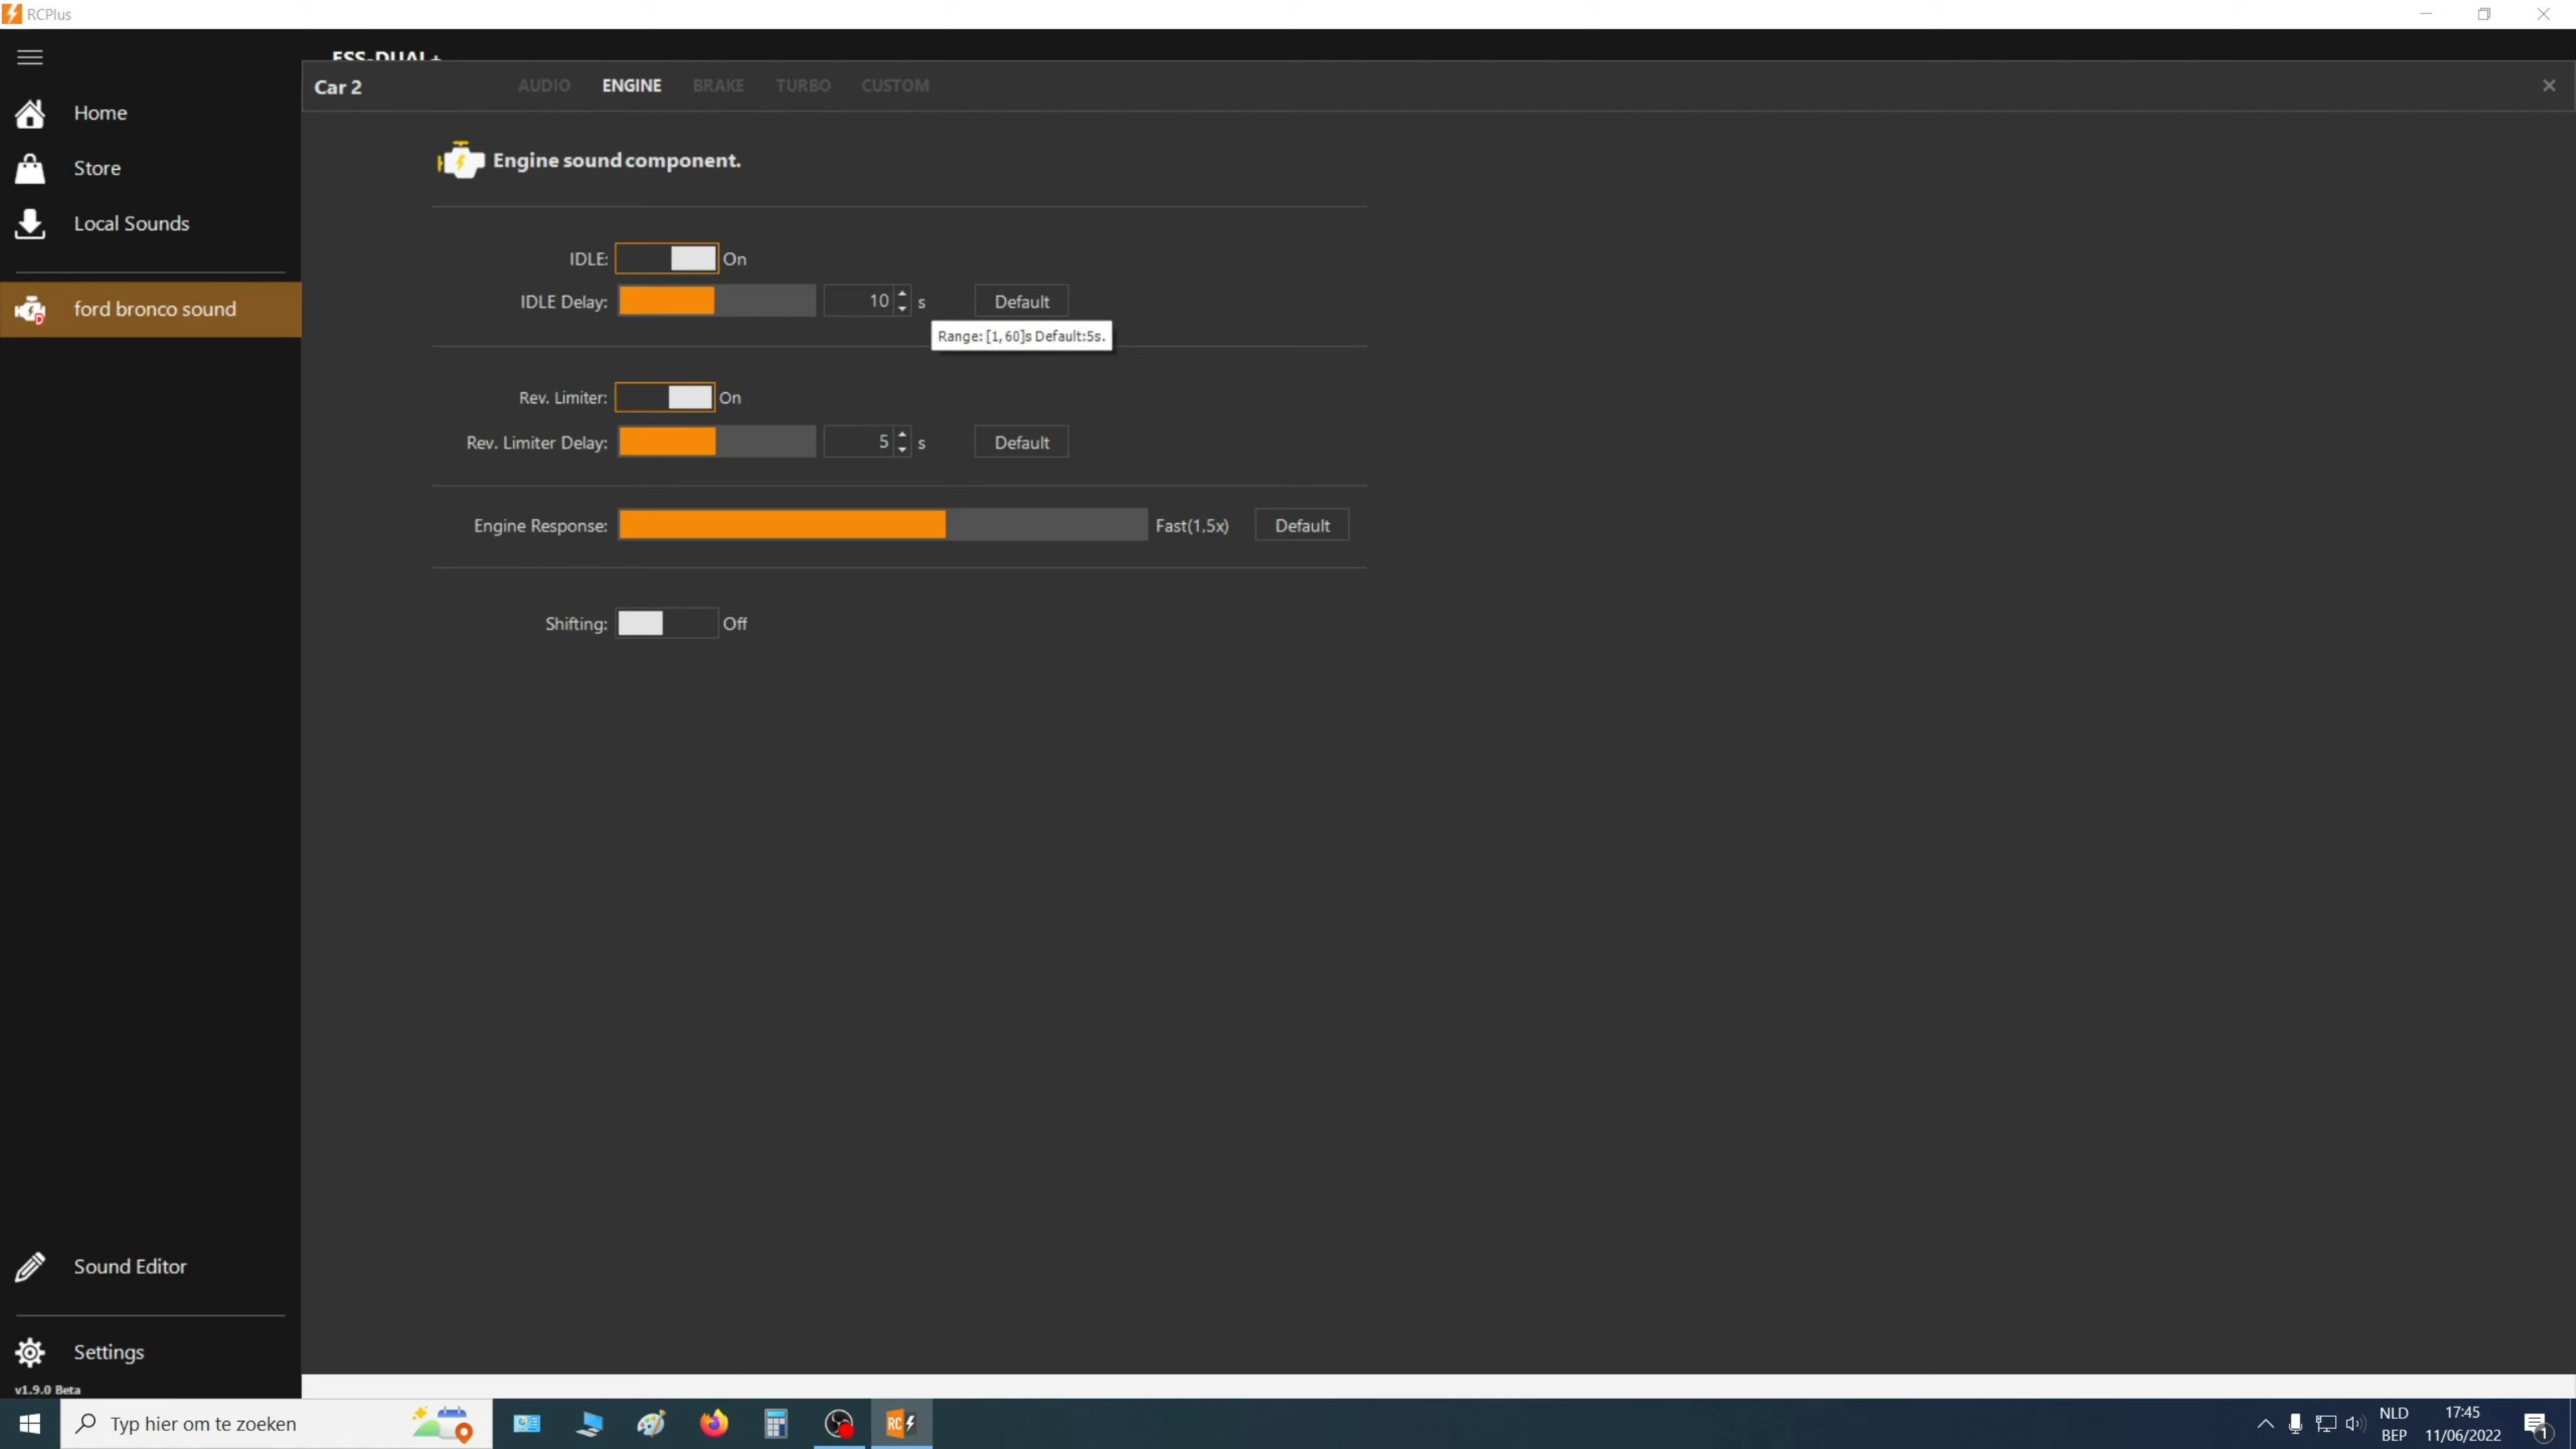 RCPlus
ESS-DUAL+
Car 2
AUDIO ENGINE BRAKE TURBO CUSTOM
Home
Store
Local Sounds
ford bronco sound
Engine sound component.
IDLE: On
IDLE Delay: 10 s Default
Range: [1, 60]s Default:5s.
Rev. Limiter: On
Rev. Limiter Delay: 5 s Default
Engine Response: Fast(1,5x) Default
Shifting: Off
Sound Editor
Settings
v1.9.0 Beta
Typ hier om te zoeken
RC
NLD
BEP
17:45
11/06/2022
1